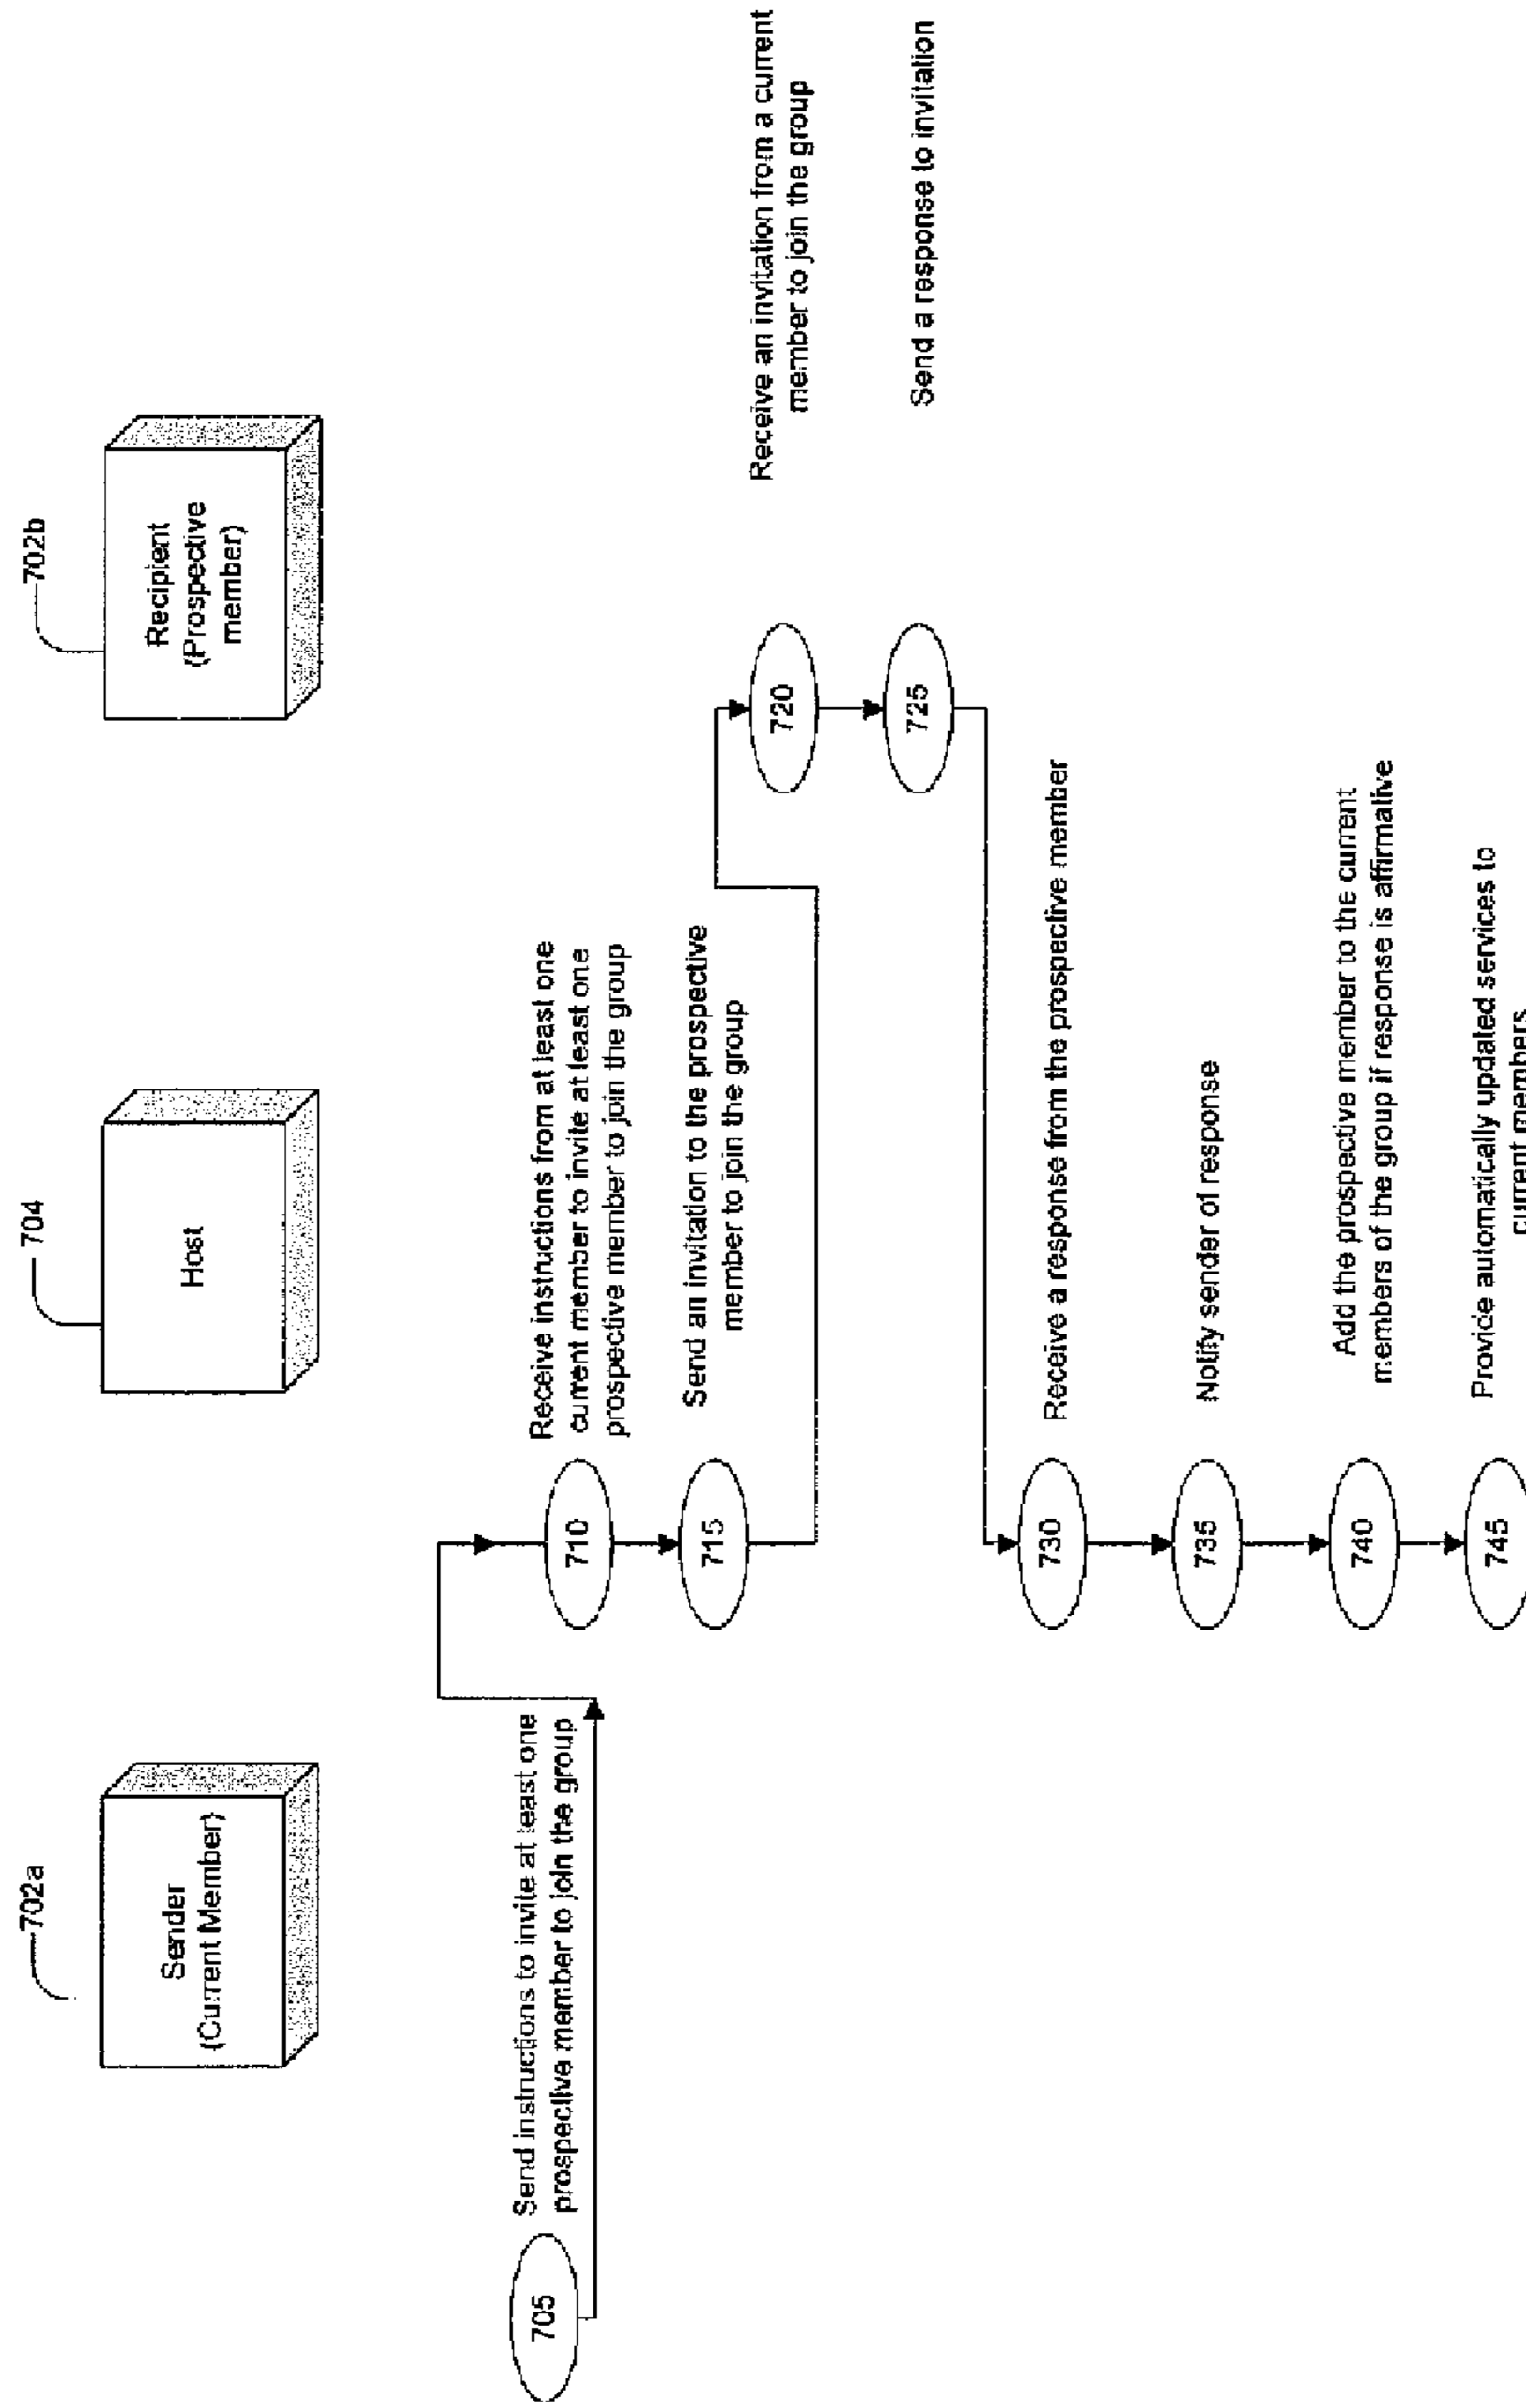 702a
704
702b
Sender
(Current Member)
Host
Recipient
(Prospective
member)
705
Send instructions to invite at least one
prospective member to join the group
710
Receive instructions from at least one
current member to invite at least one
prospective member to join the group
715
Send an invitation to the prospective
member to join the group
720
Receive an invitation from a current
member to join the group
725
Send a response to invitation
730
Receive a response from the prospective member
735
Notify sender of response
740
Add the prospective member to the current
members of the group if response is affirmative
745
Provide automatically updated services to
current members